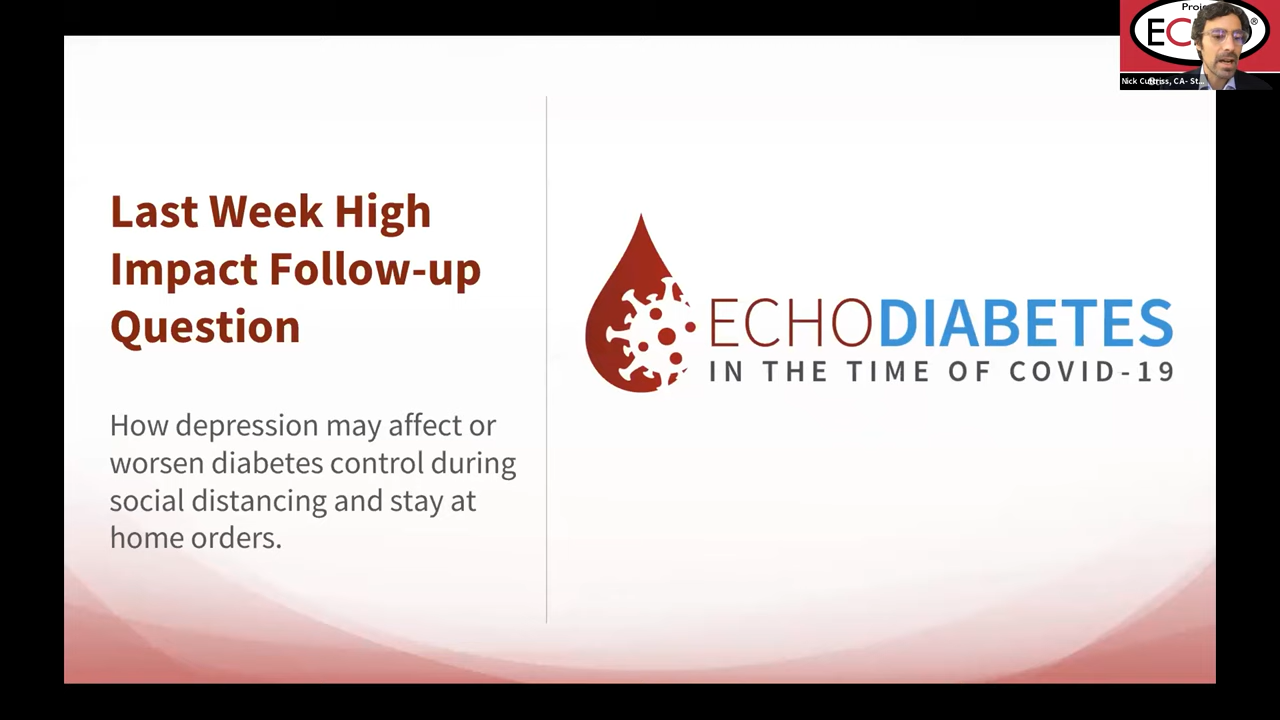 Last Week High
Impact Follow-up
Question
How depression may affect or
worsen diabetes control during
social distancing and stay at
home orders.
ECHODIABETES
IN THE TIME OF COVID-19
®